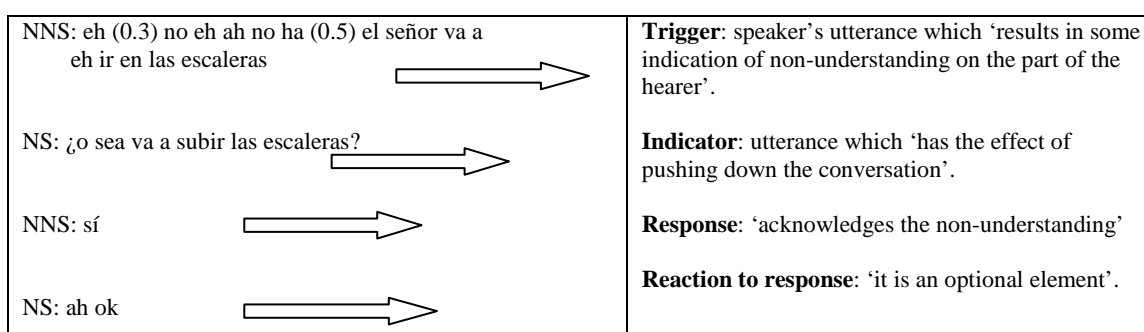 NNS: eh (0.3) no eh ah no ha (0.5) el señor va a
eh ir en las escaleras
NS: ¿o sea va a subir las escaleras?
NNS: sí
NS: ah ok
Trigger: speaker’s utterance which ‘results in some
indication of non-understanding on the part of the
hearer’.
Indicator: utterance which ‘has the effect of
pushing down the conversation’.
Response: ‘acknowledges the non-understanding’
Reaction to response: ‘it is an optional element’.